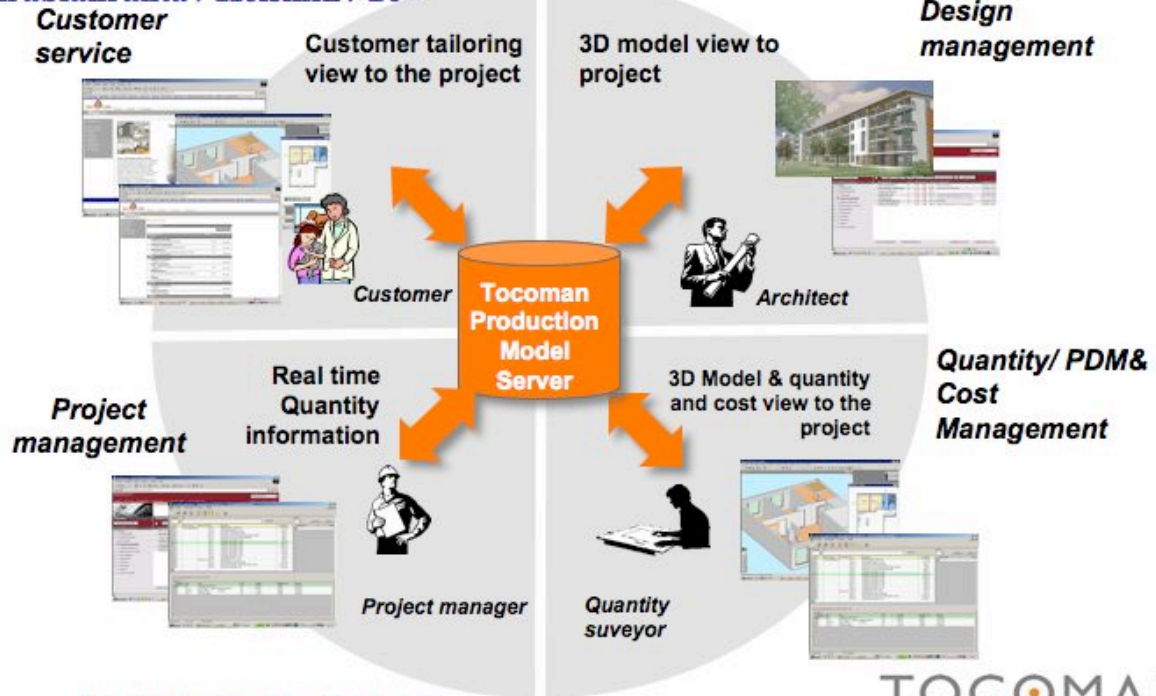 Customer
service
Customer tailoring
view to the project
3D model view to
project
Design
management
Customer
Tocoman
Production
Model
Server
Architect
Project
management
Real time
Quantity
information
3D Model & quantity
and cost view to the
project
Quantity/ PDM&
Cost
Management
Project manager
Quantity
suveyor
TOCOMA